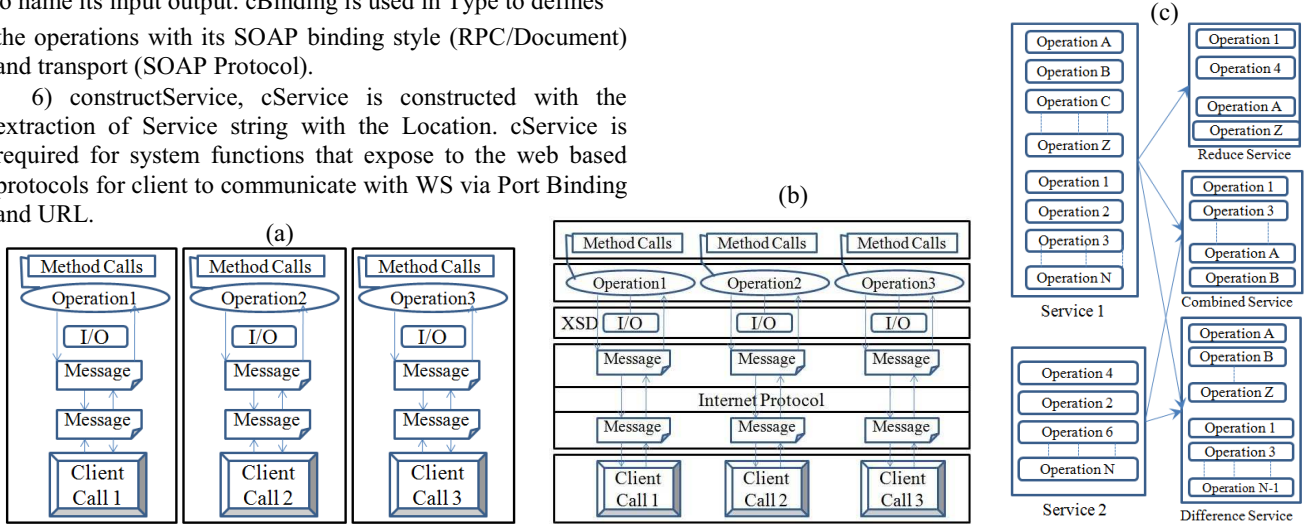 to name its input output. cBinding is used in Type to defines
the operations with its SOAP binding style (RPC/Document)
and transport (SOAP Protocol).
6) constructService, cService is constructed with the
extraction of Service string with the Location. cService is
required for system functions that expose to the web based
protocols for client to communicate with WS via Port Binding
and URL.
(a)
Method Calls
Operation1
I/O
Message
Message
Client
Call 1
Method Calls
Operation2
I/O
Message
Message
Client
Call 2
Method Calls
Operation3
I/O
Message
Message
Client
Call 3
(b)
Method Calls
Method Calls
Method Calls
Operation1
Operation2
Operation3
XSD
I/O
I/O
I/O
Message
Message
Message
Internet Protocol
Message
Message
Message
Client
Call 1
Client
Call 2
Client
Call 3
(c)
Operation A
Operation B
Operation C
Operation Z
Operation 1
Operation 2
Operation 3
Operation N
Service 1
Operation 4
Operation 2
Operation 6
Operation N
Service 2
Operation 1
Operation 4
Operation A
Operation Z
Reduce Service
Operation 1
Operation 3
Operation A
Operation B
Combined Service
Operation A
Operation B
Operation Z
Operation 1
Operation 3
Operation N-1
Difference Service